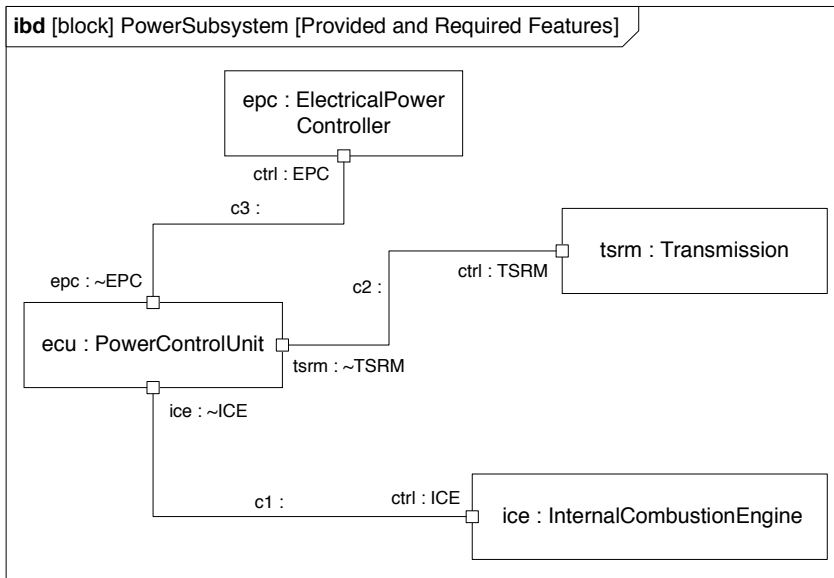 ibd [block] PowerSubsystem [Provided and Required Features]
epc : ElectricalPower
Controller
ctrl : EPC
c3 :
tsrm : Transmission
ctrl : TSRM
epc : ~EPC
c2 :
ecu : PowerControlUnit
tsrm : ~TSRM
ice : ~ICE
c1 :
ctrl : ICE
ice : InternalCombustionEngine